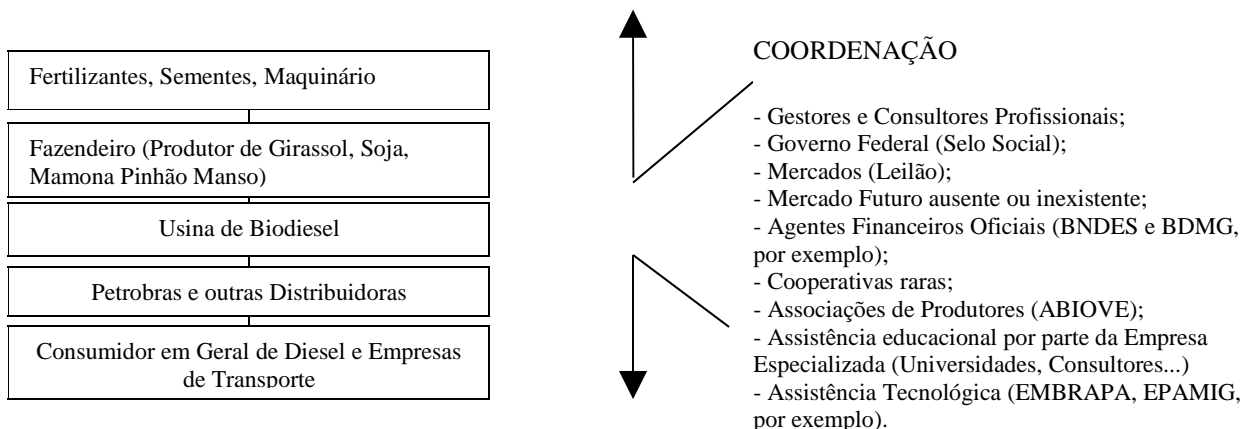 Fertilizantes, Sementes, Maquinário
Fazendeiro (Produtor de Girassol, Soja,
Mamona Pinhão Manso)
Usina de Biodiesel
Petrobras e outras Distribuidoras
Consumidor em Geral de Diesel e Empresas
de Transporte
COORDENAÇÃO
- Gestores e Consultores Profissionais;
- Governo Federal (Selo Social);
- Mercados (Leilão);
- Mercado Futuro ausente ou inexistente;
- Agentes Financeiros Oficiais (BNDES e BDMG,
por exemplo);
- Cooperativas raras;
- Associações de Produtores (ABIOVE);
- Assistência educacional por parte da Empresa
Especializada (Universidades, Consultores...)
- Assistência Tecnológica (EMBRAPA, EPAMIG,
por exemplo).